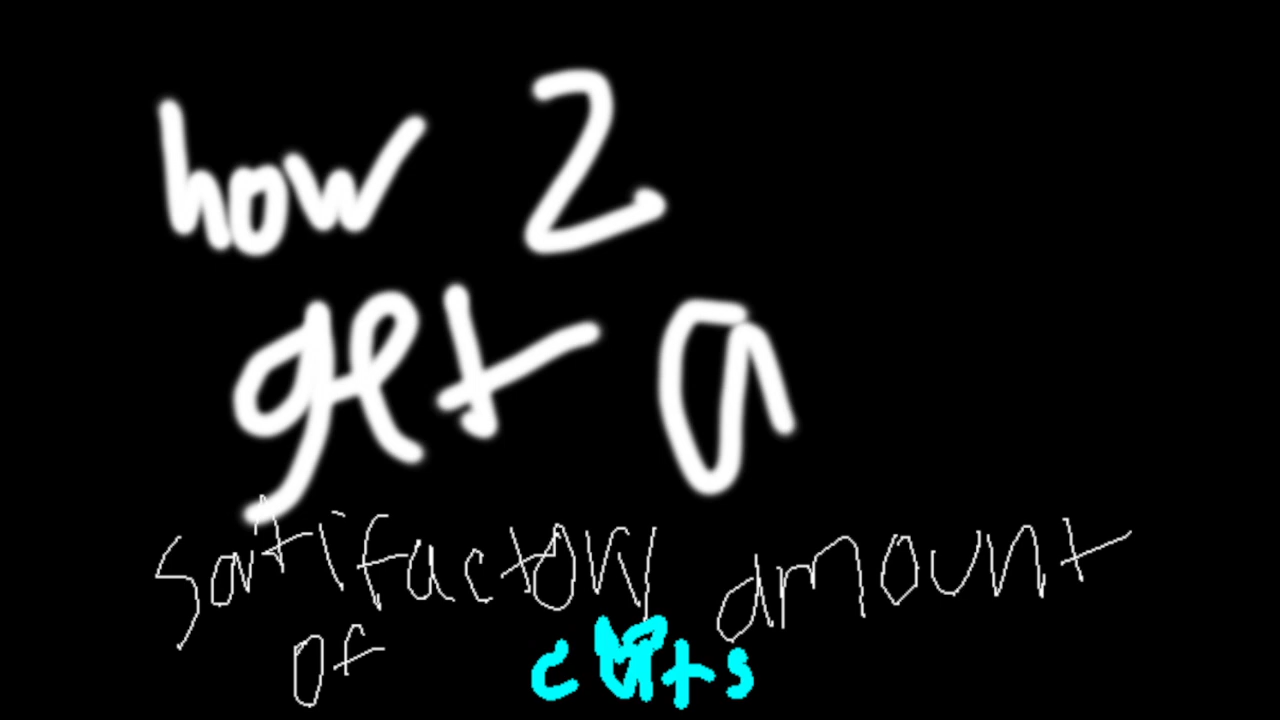 how 2
get a
satifactory amount
of